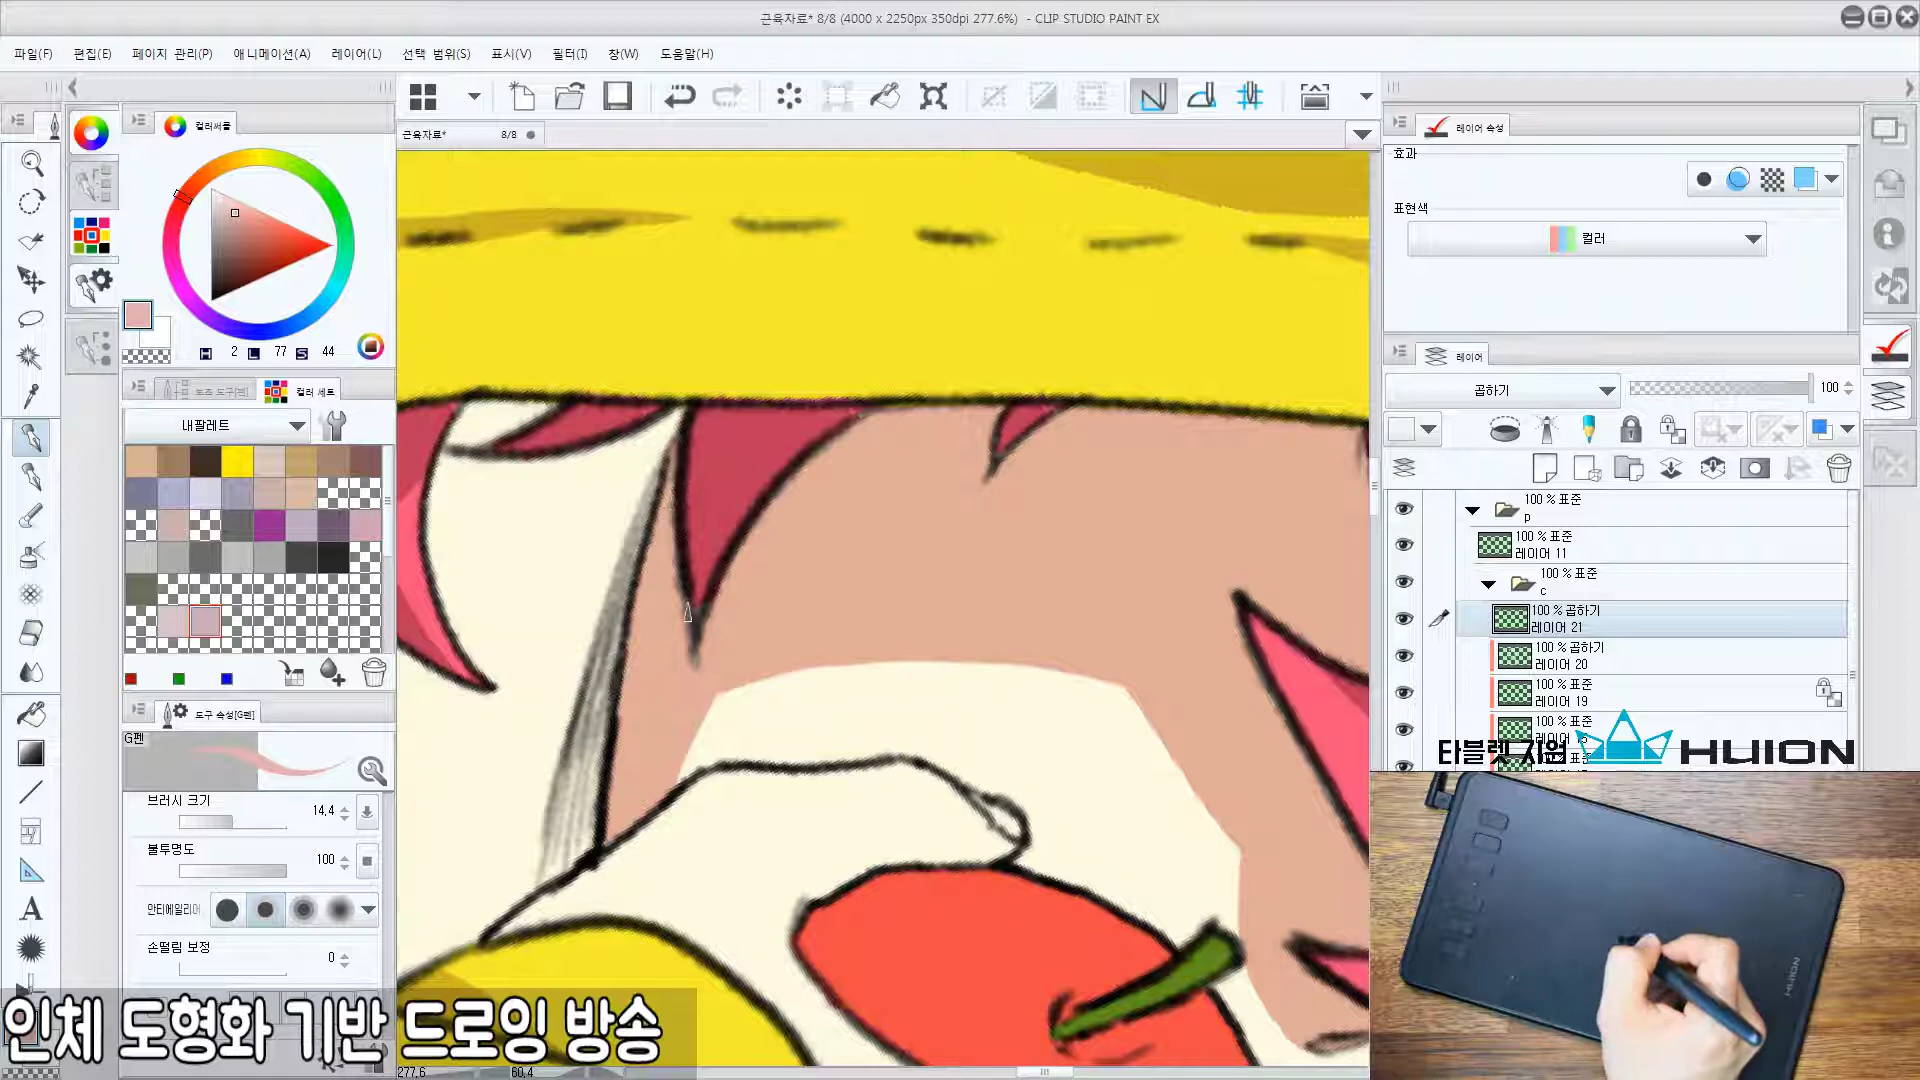 근육자료* 8/8 (4000 x 2250px 350dpi 277.6%) - CLIP STUDIO PAINT EX
파일(F) 편집(E) 페이지 관리(P) 애니메이션(A) 레이어(L) 선택 범위(S) 표시(V) 필터(I) 창(W) 도움말(H)
컬러써클
근육자료* 8/8
레이어 속성
효과
표현색
컬러
H 2 L 77 S 44
컬러 세트
내팔레트
레이어
곱하기 100
100 % 표준
p
100 % 표준
레이어 11
100 % 표준
c
100 % 곱하기
레이어 21
100 % 곱하기
레이어 20
100 % 표준
레이어 19
100 % 표준
도구 속성[G펜]
G펜
브러시 크기
14.4
불투명도
100
안티에일리어
손떨림 보정
0
타블렛 지원 HUION
HUION
인체 도형화 기반 드로잉 방송
277.6 60.4